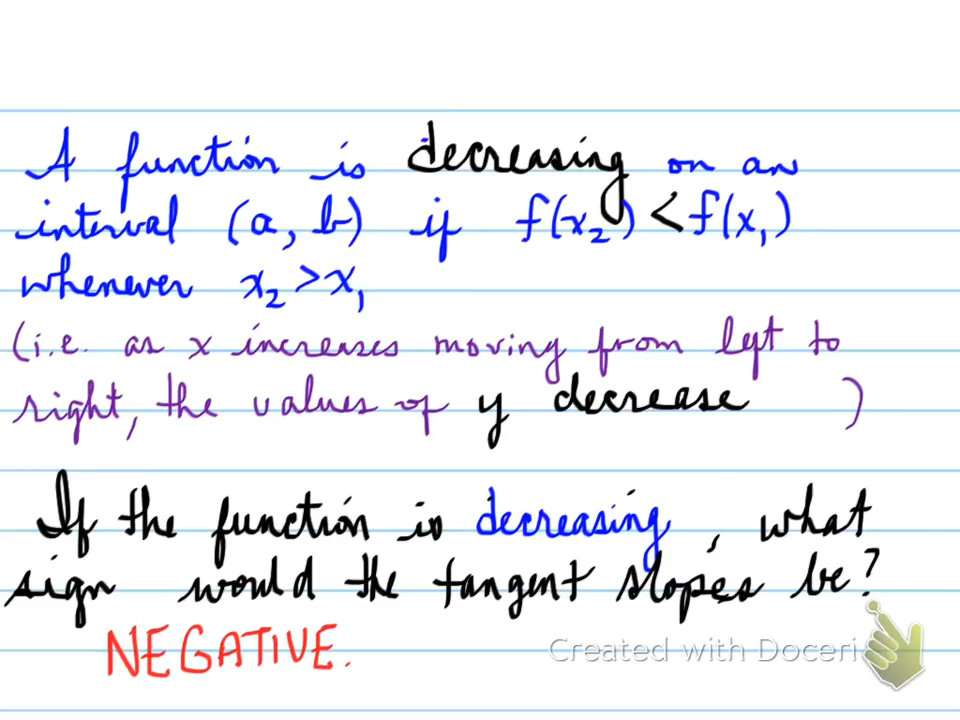 A function is decreasing on an
interval (a, b) if f(x₂) < f(x₁)
whenever x₂ > x₁
(i.e. as x increases moving from left to
right, the values of y decrease )
If the function is decreasing, what
sign would the tangent slopes be?
NEGATIVE.
Created with Doceri